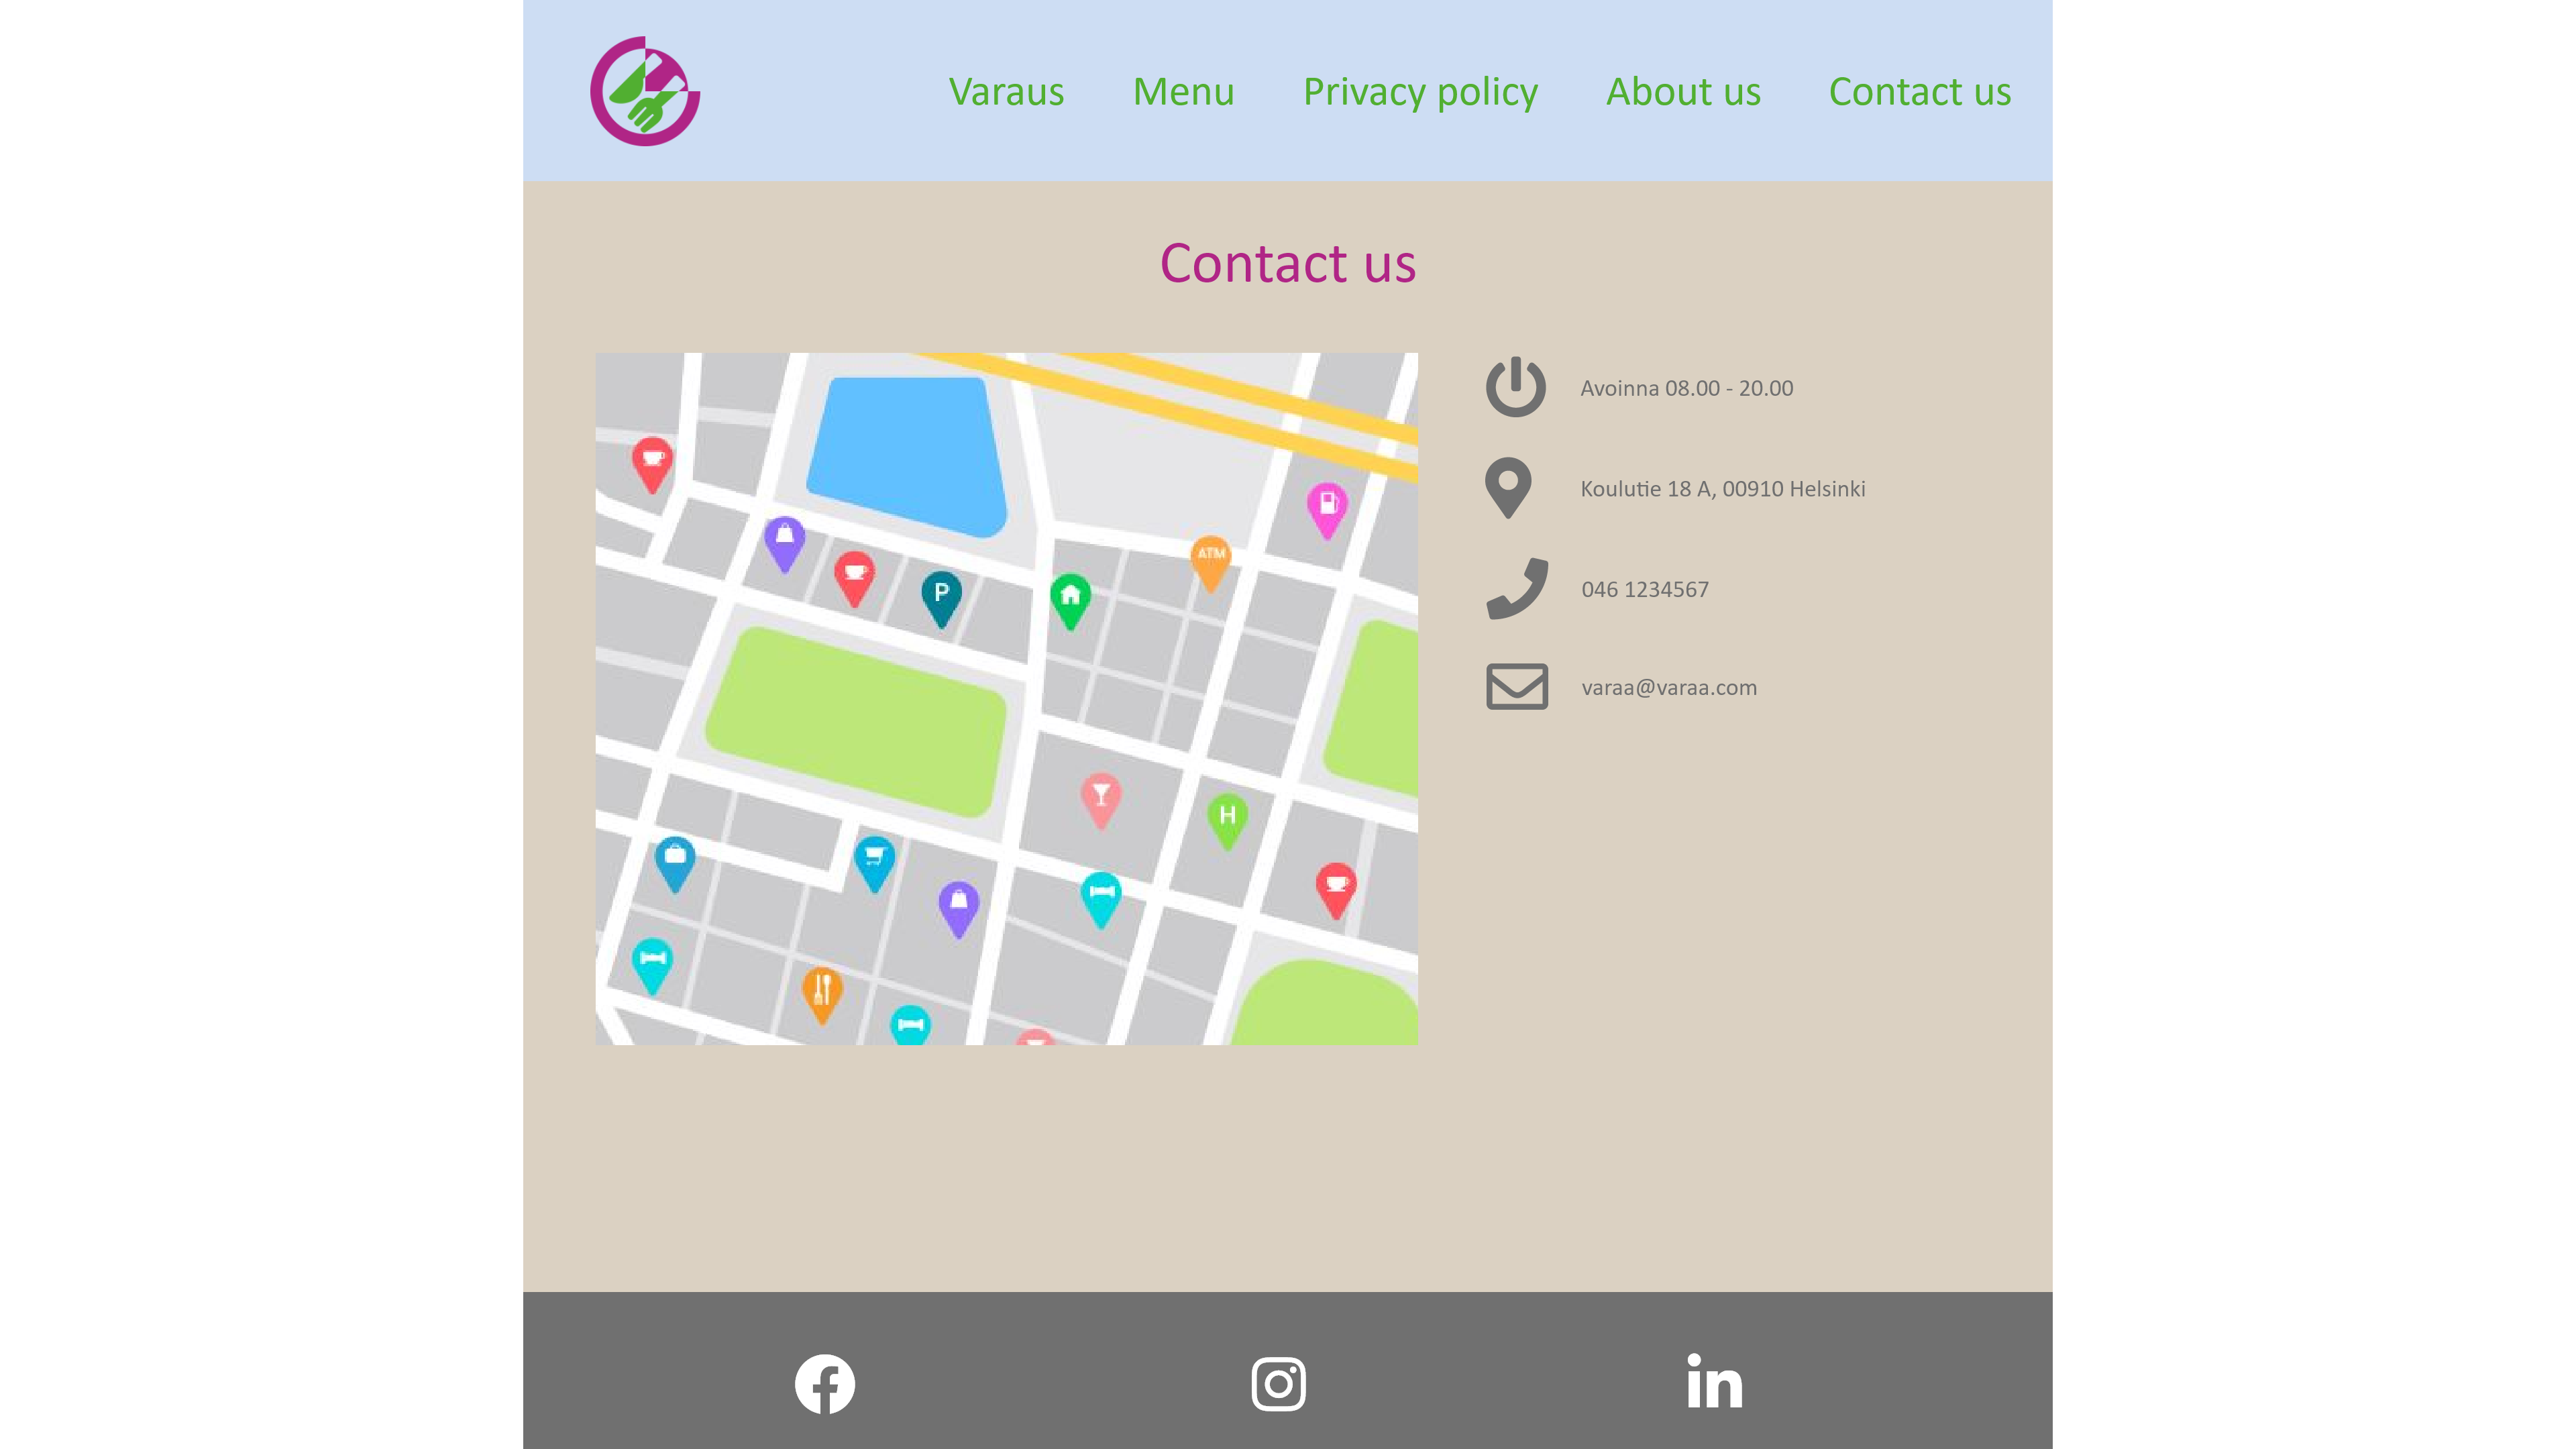 Varaus Menu Privacy policy About us Contact us
Contact us
Avoinna 08.00 - 20.00
Koulutie 18 A, 00910 Helsinki
046 1234567
varaa@varaa.com
ATM
P
H
in